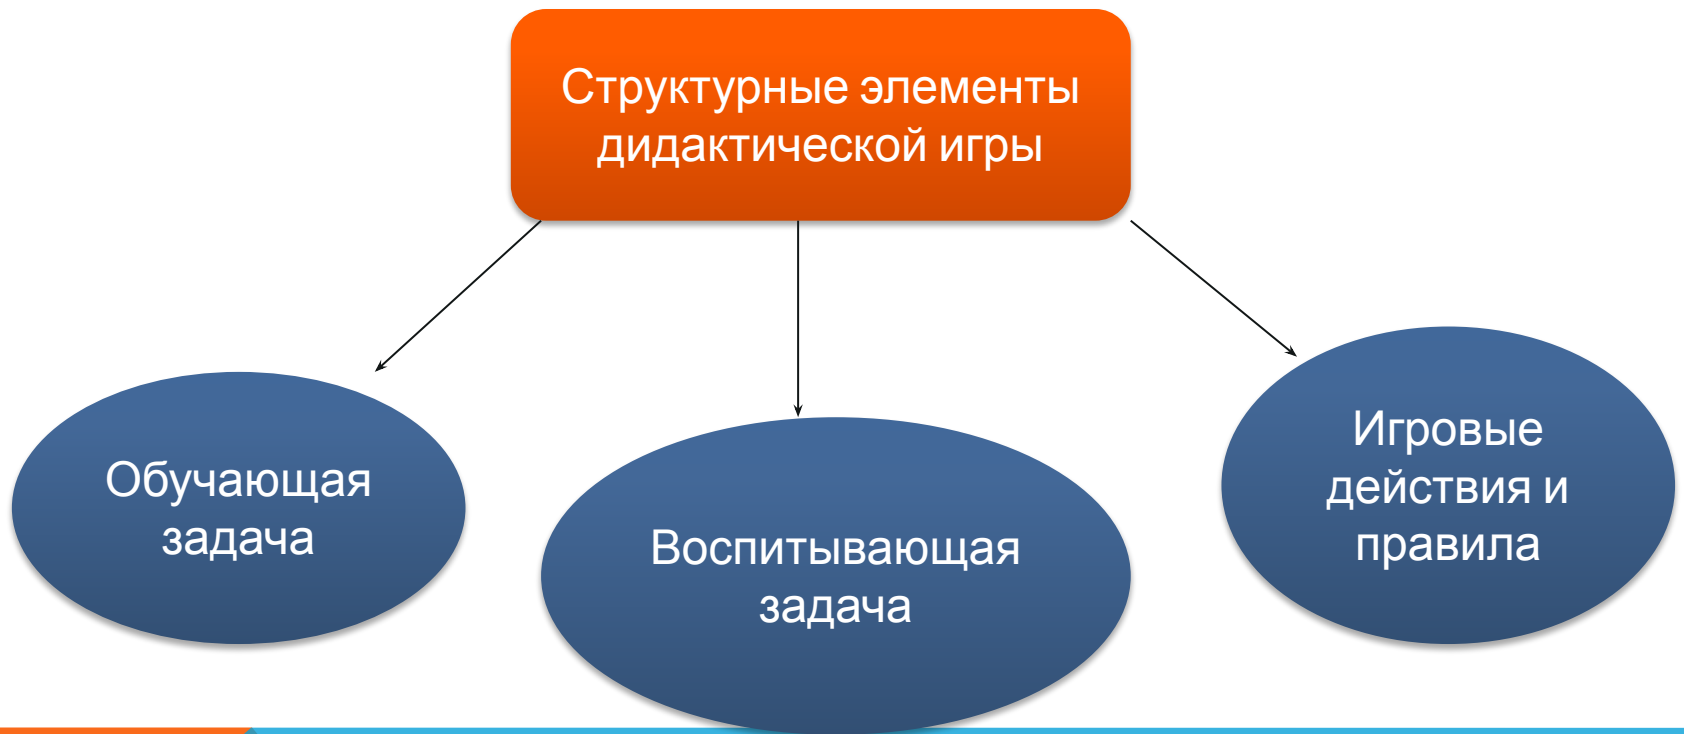 Структурные элементы
дидактической игры
Обучающая
задача
Воспитывающая
задача
Игровые
действия и
правила